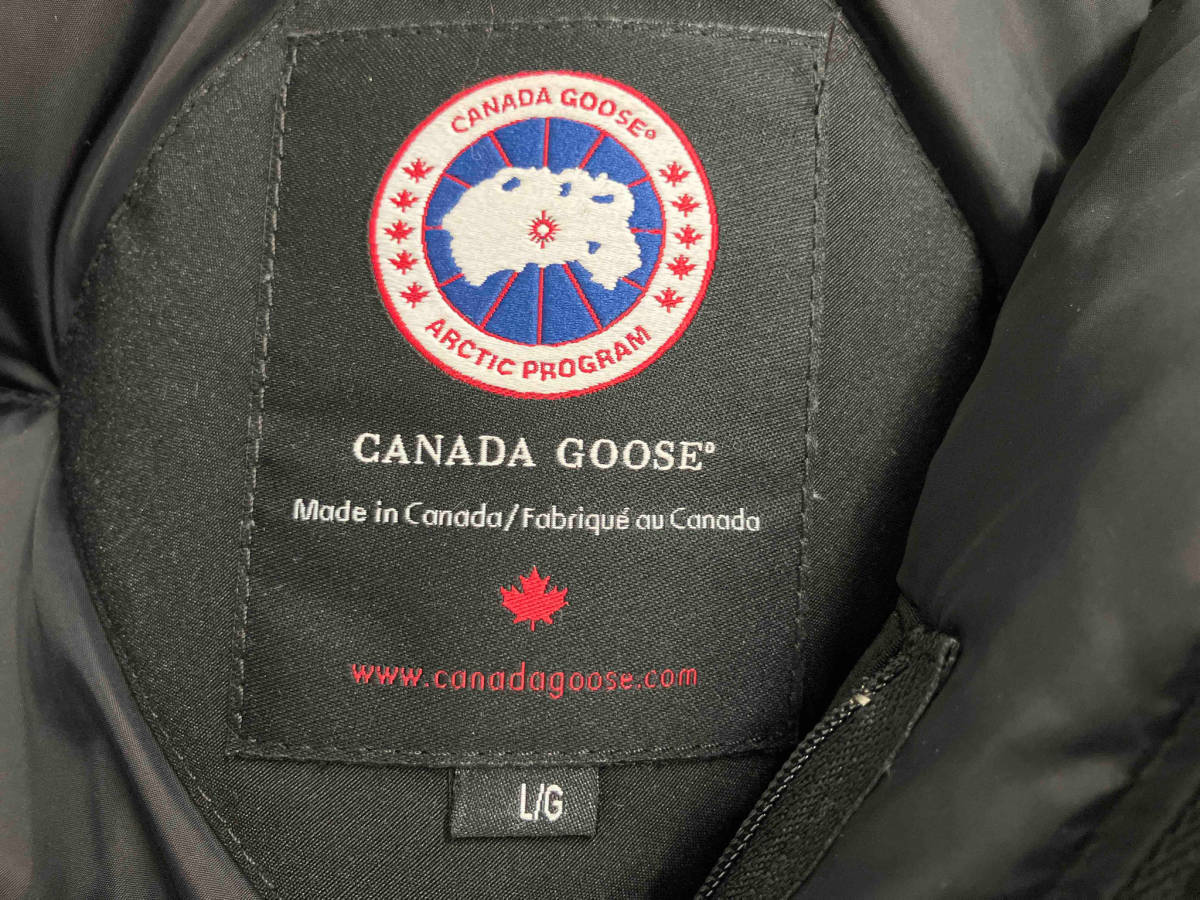 CANADA GOOSE®
ARCTIC PROGRAM
CANADA GOOSE®
Made in Canada/Fabriqué au Canada
www.canadagoose.com
L/G